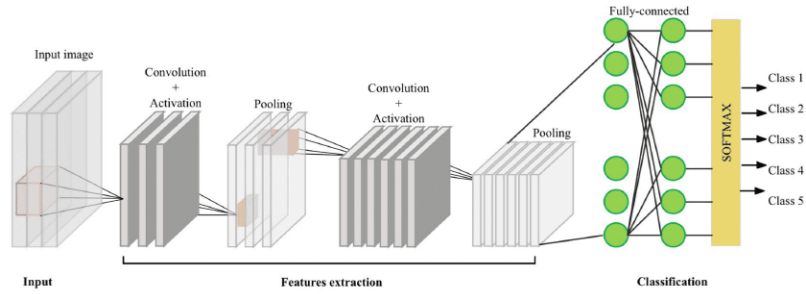 Fully-connected
Input image
Convolution
+
Activation
Pooling
Convolution
+
Activation
Pooling
SOFTMAX
Class 1
Class 2
Class 3
Class 4
Class 5
Input
Features extraction
Classification